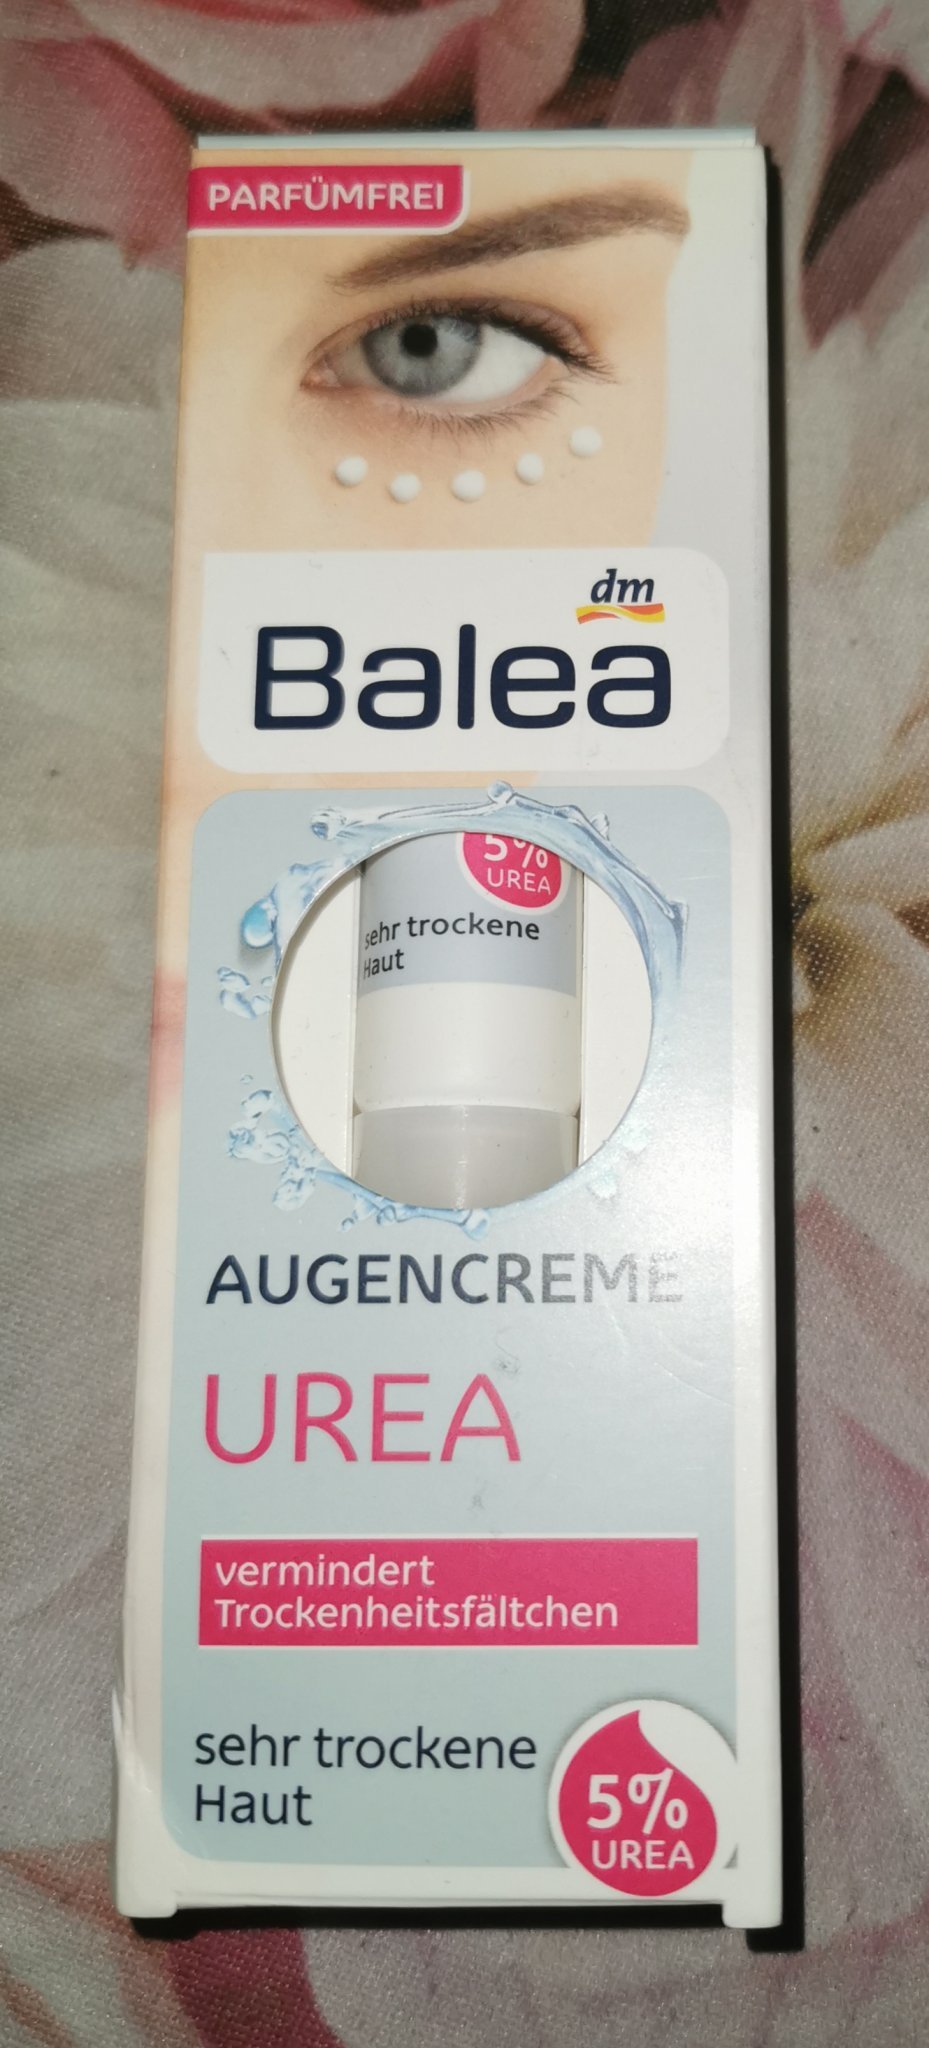 PARFÜMFREI
dm
Balea
5%
UREA
sehr trockene
Haut
AUGENCREME
UREA
vermindert
Trockenheitsfältchen
sehr trockene
Haut
5%
UREA